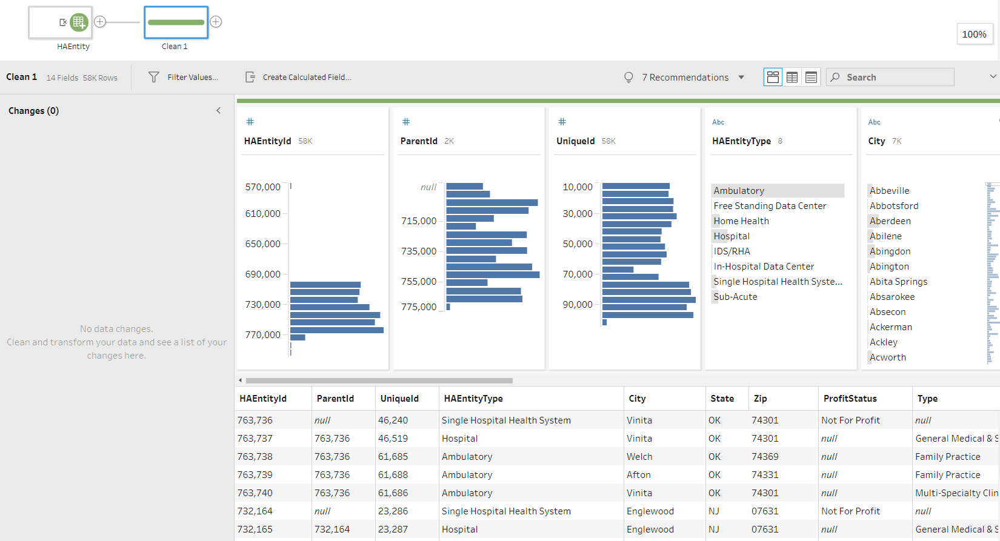 HAEntity
Clean 1
100%
Clean 1 14 Fields 58K Rows
Filter Values...
Create Calculated Field...
7 Recommendations
Search
Changes (0)
No data changes.
Clean and transform your data and see a list of your
changes here.
#
HAEntityId 58K
570,000
610,000
650,000
690,000
730,000
770,000
#
ParentId 2K
null
715,000
735,000
755,000
775,000
#
UniqueId 58K
10,000
30,000
50,000
70,000
90,000
Abc
HAEntityType 8
Ambulatory
Free Standing Data Center
Home Health
Hospital
IDS/RHA
In-Hospital Data Center
Single Hospital Health Syste...
Sub-Acute
Abc
City 7K
Abbeville
Abbotsford
Aberdeen
Abilene
Abingdon
Abington
Abita Springs
Absarokee
Absecon
Ackerman
Ackley
Acworth
HAEntityId ParentId UniqueId HAEntityType City State Zip ProfitStatus Type
763,736 null 46,240 Single Hospital Health System Vinita OK 74301 Not For Profit null
763,737 763,736 46,519 Hospital Vinita OK 74301 null General Medical & S
763,738 763,736 61,685 Ambulatory Welch OK 74369 null Family Practice
763,739 763,736 61,688 Ambulatory Afton OK 74331 null Family Practice
763,740 763,736 61,686 Ambulatory Vinita OK 74301 null Multi-Specialty Clin
732,164 null 23,286 Single Hospital Health System Englewood NJ 07631 Not For Profit null
732,165 732,164 23,287 Hospital Englewood NJ 07631 null General Medical & S